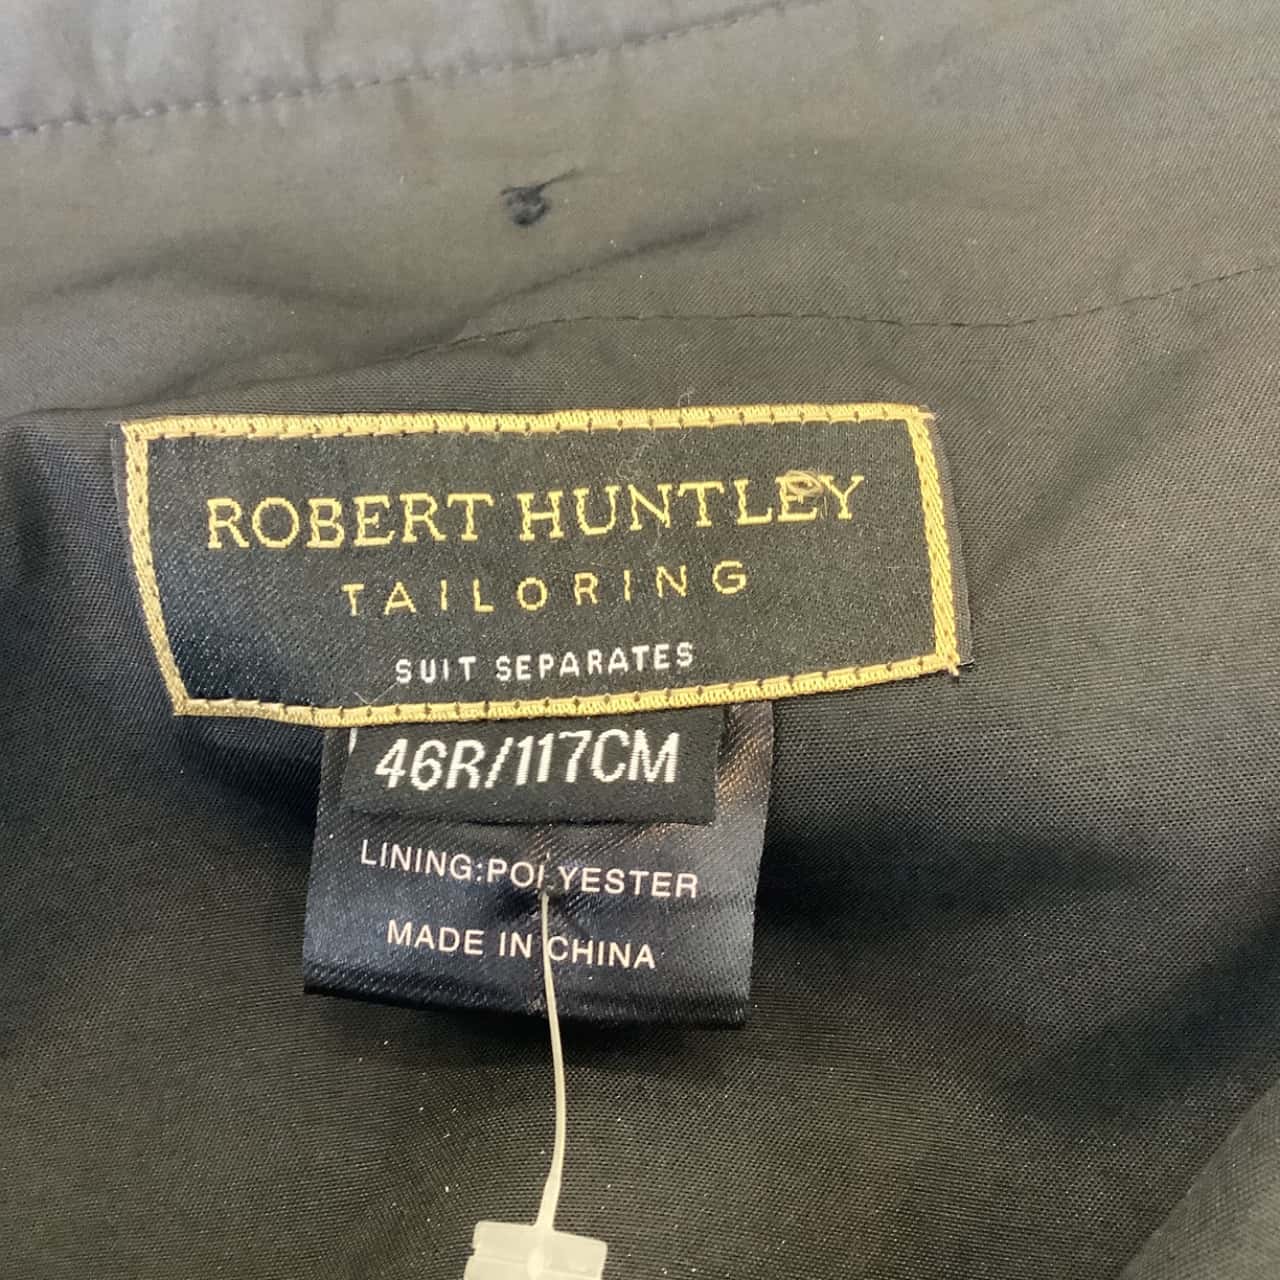 ROBERT HUNTLEY
TAILORING
SUIT SEPARATES
46R/117CM
LINING:POLYESTER
MADE IN CHINA